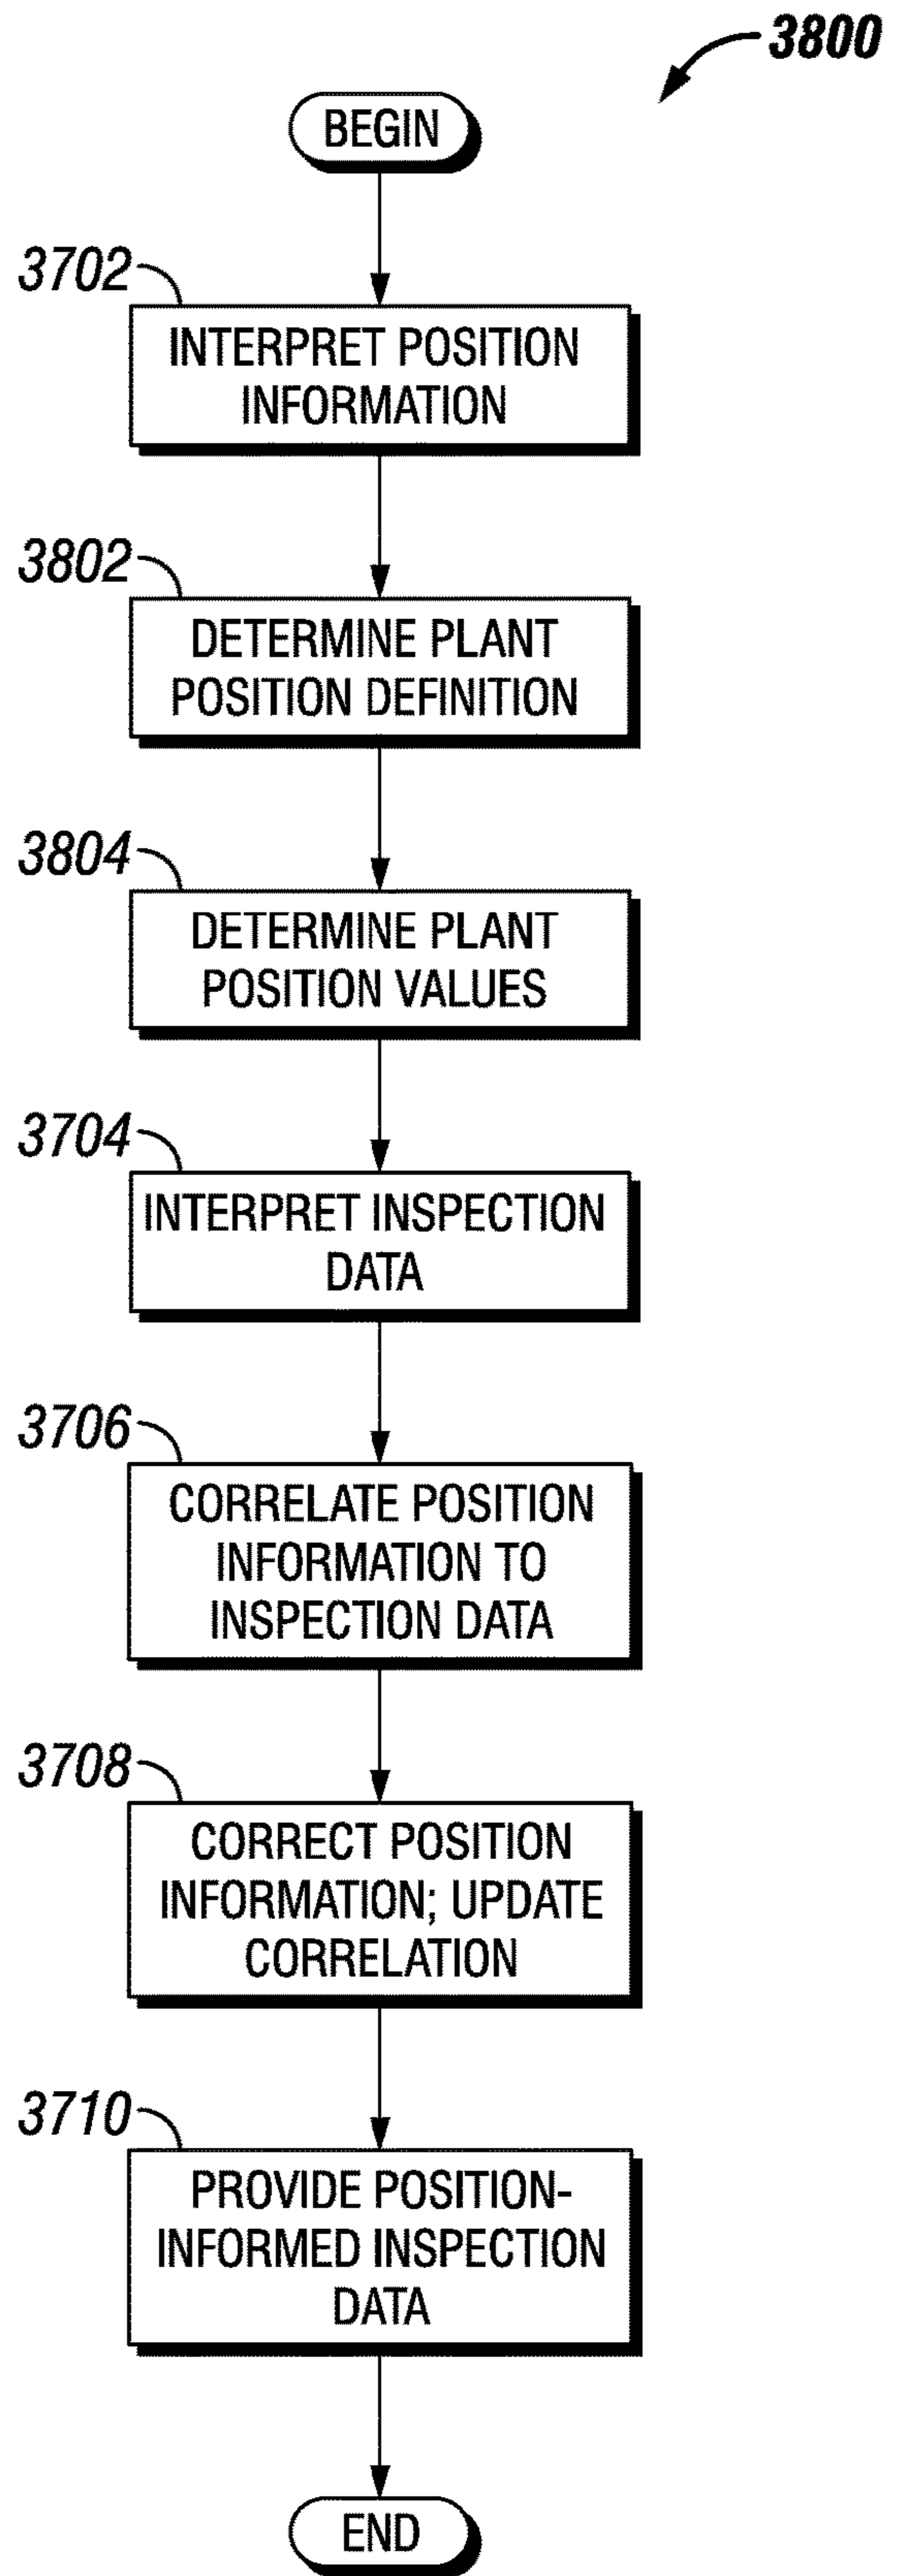 3800
BEGIN
3702
INTERPRET POSITION
INFORMATION
3802
DETERMINE PLANT
POSITION DEFINITION
3804
DETERMINE PLANT
POSITION VALUES
3704
INTERPRET INSPECTION
DATA
3706
CORRELATE POSITION
INFORMATION TO
INSPECTION DATA
3708
CORRECT POSITION
INFORMATION; UPDATE
CORRELATION
3710
PROVIDE POSITION-
INFORMED INSPECTION
DATA
END